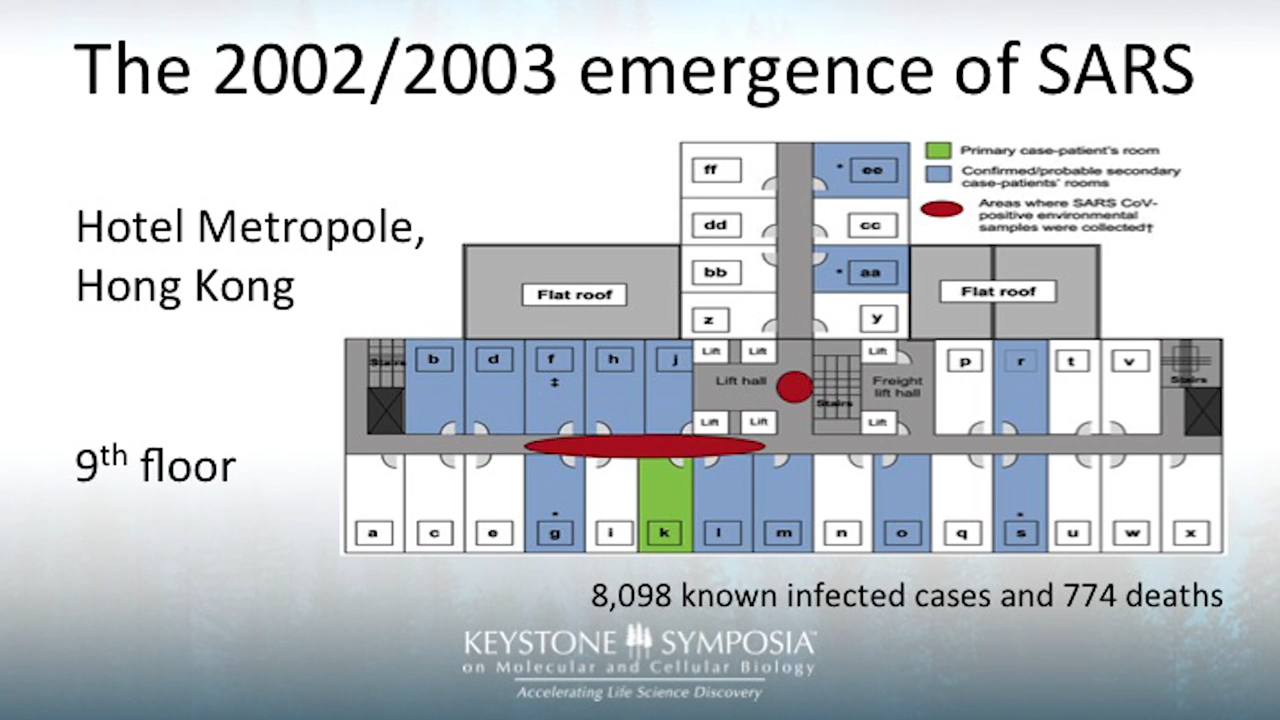 The 2002/2003 emergence of SARS
Hotel Metropole,
Hong Kong
9th floor
Primary case-patient's room
Confirmed/probable secondary
case-patients' rooms
Areas where SARS CoV-
positive environmental
samples were collected†
ff
* ee
dd
cc
bb
* aa
z
y
Flat roof
Flat roof
Stairs
b
d
f
‡
h
j
Lift
Lift
Lift hall
Lift
Lift
Stairs
Lift
Freight
lift hall
Lift
p
r
t
v
Stairs
a
c
e
*
g
i
k
l
m
n
o
q
*
s
u
w
x
8,098 known infected cases and 774 deaths
KEYSTONE SYMPOSIA™
on Molecular and Cellular Biology
Accelerating Life Science Discovery